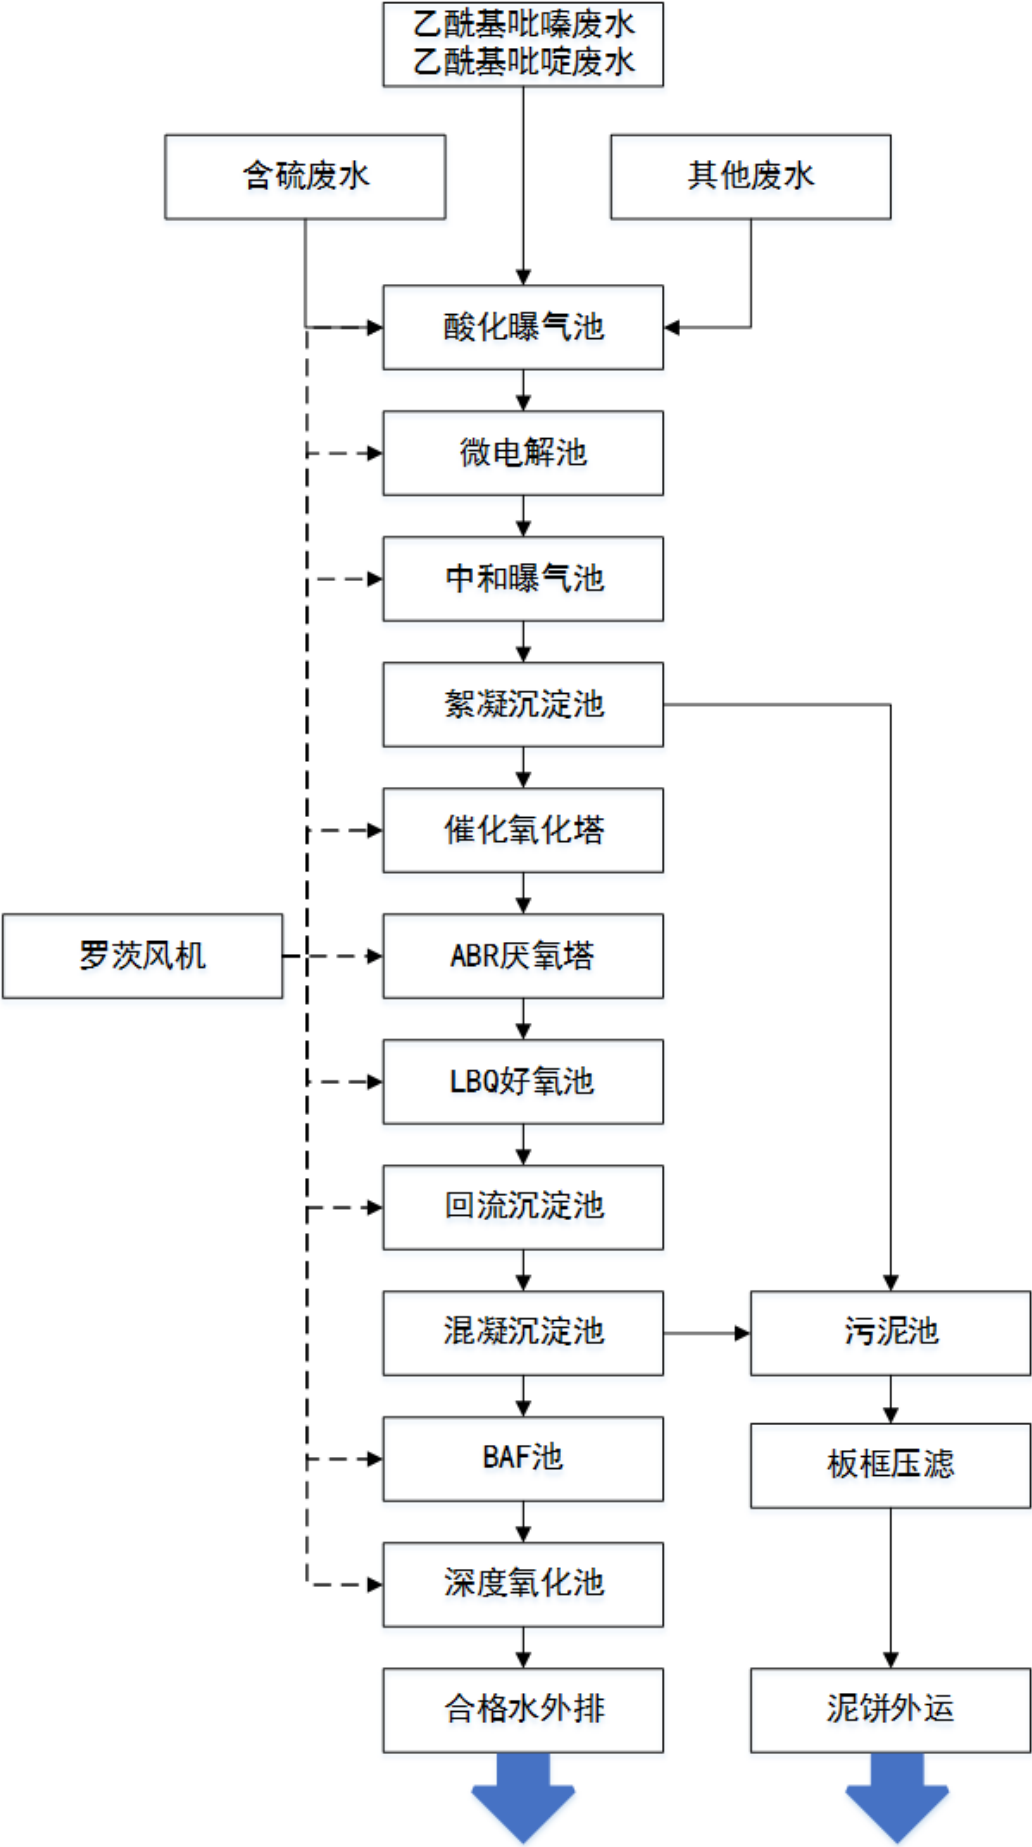 乙酰基吡嗪废水
乙酰基吡啶废水
含硫废水
其他废水
酸化曝气池
微电解池
中和曝气池
絮凝沉淀池
催化氧化塔
罗茨风机
ABR厌氧塔
LBQ好氧池
回流沉淀池
混凝沉淀池
污泥池
BAF池
板框压滤
深度氧化池
合格水外排
泥饼外运